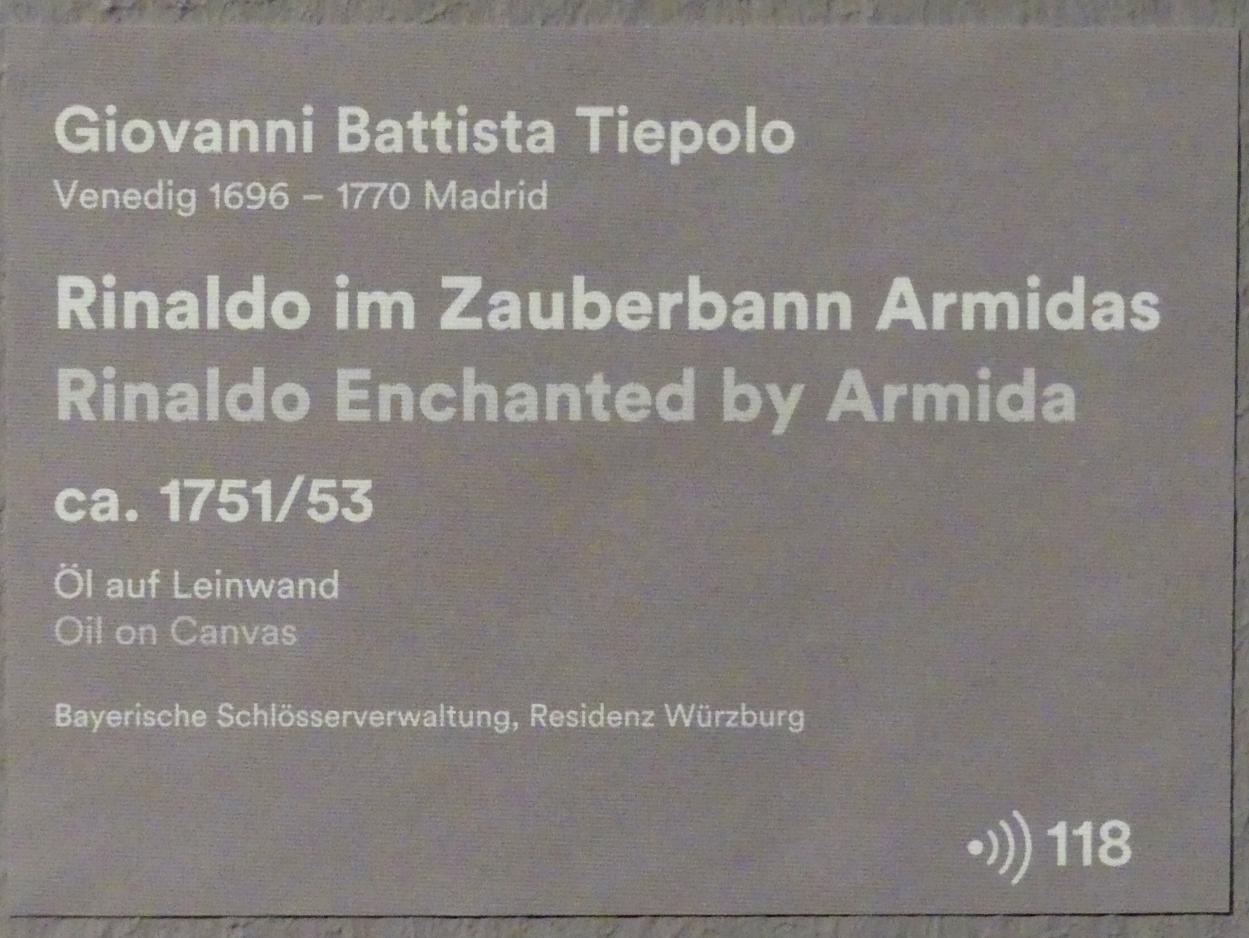 Giovanni Battista Tiepolo
Venedig 1696 – 1770 Madrid
Rinaldo im Zauberbann Armidas
Rinaldo Enchanted by Armida
ca. 1751/53
Öl auf Leinwand
Oil on Canvas
Bayerische Schlösserverwaltung, Residenz Würzburg
118